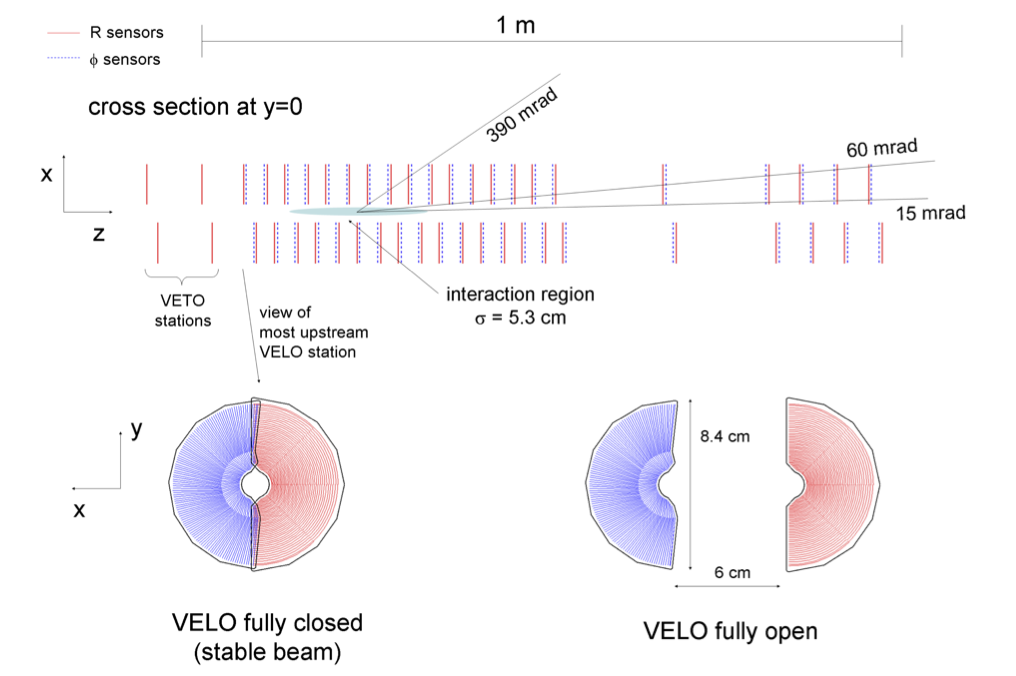 R sensors
ϕ sensors
1 m
cross section at y=0
390 mrad
60 mrad
15 mrad
x
z
VETO
stations
view of
most upstream
VELO station
interaction region
σ = 5.3 cm
y
x
8.4 cm
6 cm
VELO fully closed
(stable beam)
VELO fully open